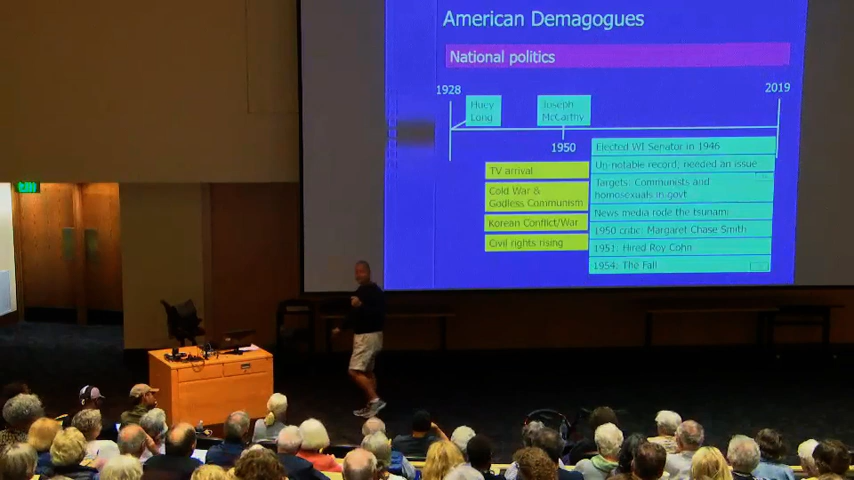 American Demagogues
National politics
1928
2019
Huey
Long
Joseph
McCarthy
1950
TV arrival
Cold War &
Godless Communism
Korean Conflict/War
Civil rights rising
Elected WI Senator in 1946
Un-notable record, needed an issue
Targets: Communists and
homosexuals in govt.
News media rode the tsunami
1950 critic: Margaret Chase Smith
1951: Hired Roy Cohn
1954: The Fall
EXIT